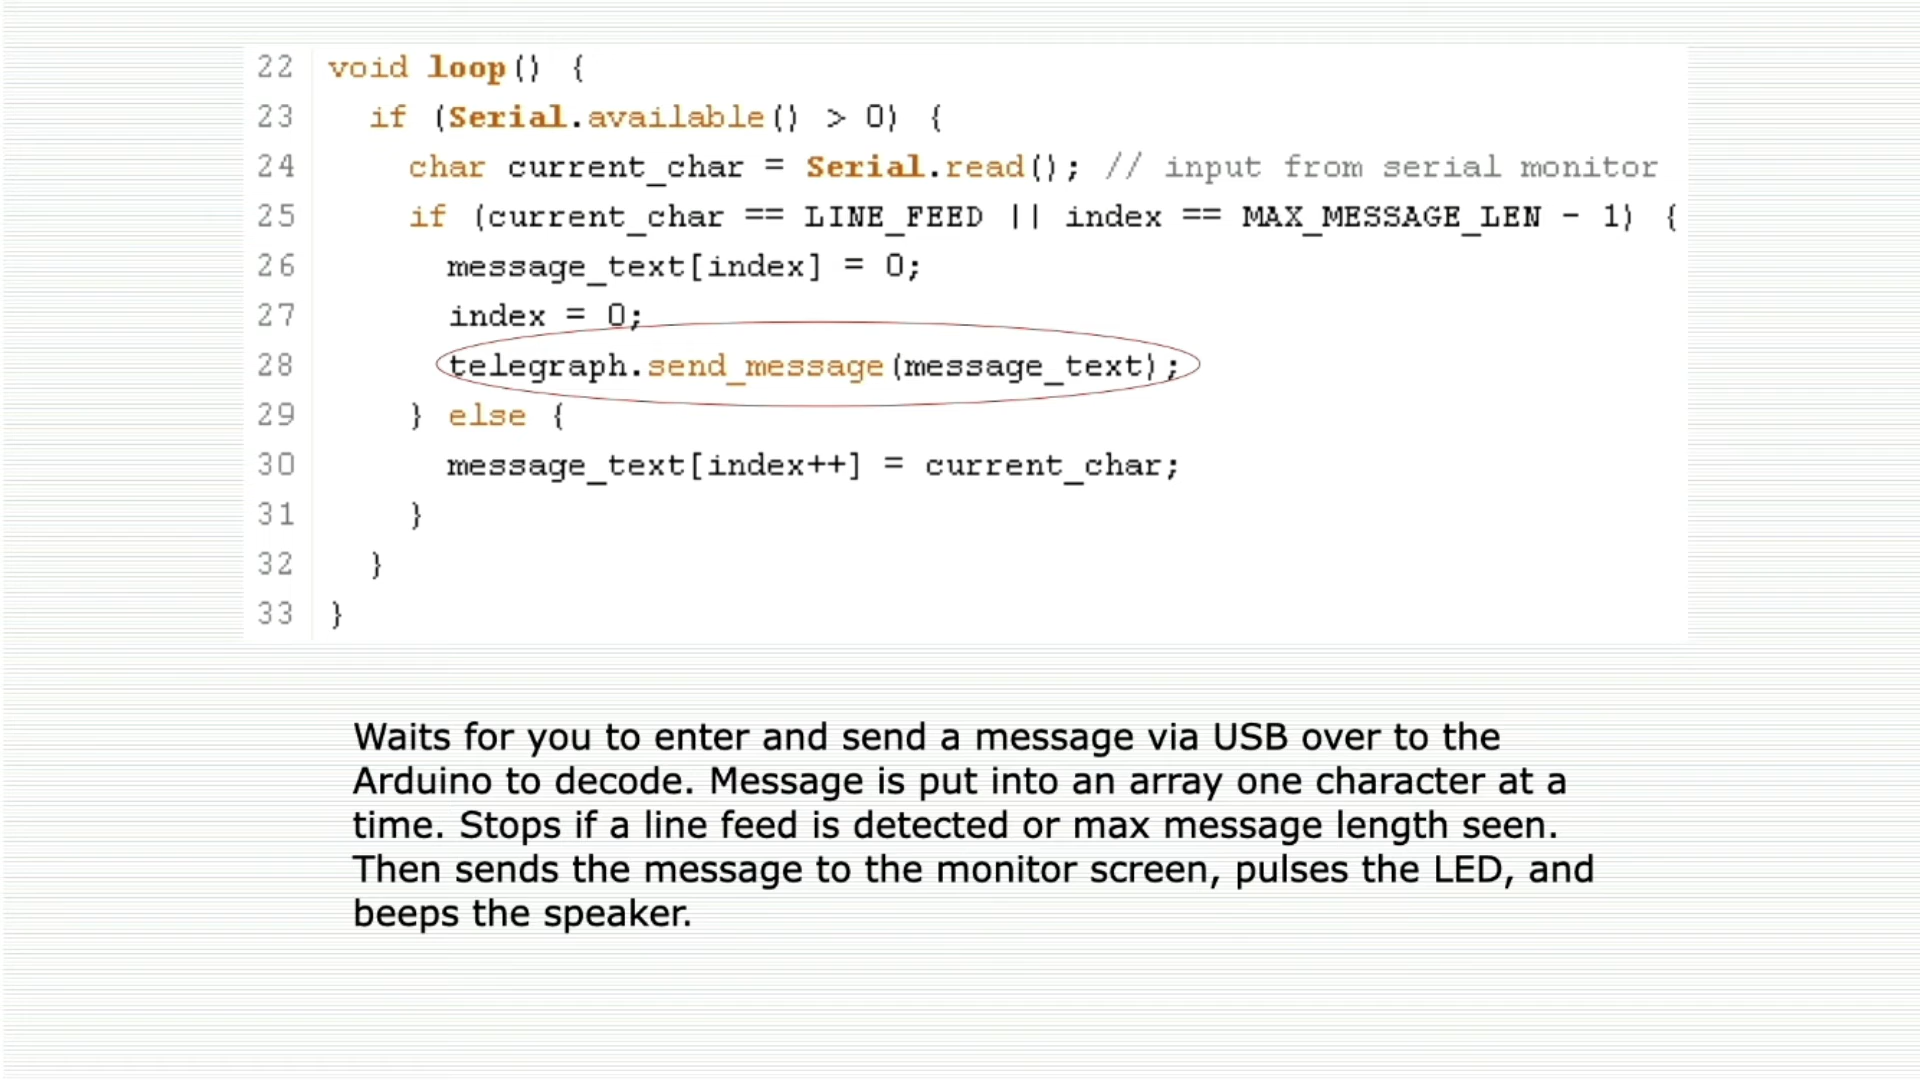 22 void loop() {
23 if (Serial.available() > 0) {
24 char current_char = Serial.read(); // input from serial monitor
25 if (current_char == LINE_FEED || index == MAX_MESSAGE_LEN - 1) {
26 message_text[index] = 0;
27 index = 0;
28 telegraph.send_message(message_text);
29 } else {
30 message_text[index++] = current_char;
31 }
32 }
33 }
Waits for you to enter and send a message via USB over to the
Arduino to decode. Message is put into an array one character at a
time. Stops if a line feed is detected or max message length seen.
Then sends the message to the monitor screen, pulses the LED, and
beeps the speaker.